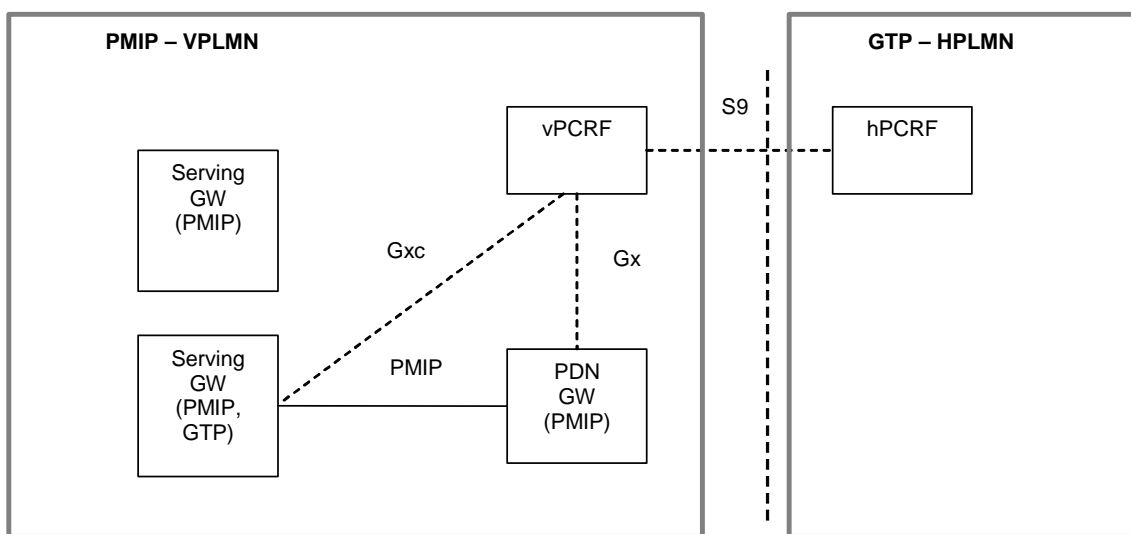 PMIP – VPLMN
GTP – HPLMN
S9
vPCRF
hPCRF
Serving
GW
(PMIP)
Gxc
Gx
Serving
GW
(PMIP,
GTP)
PMIP
PDN
GW
(PMIP)